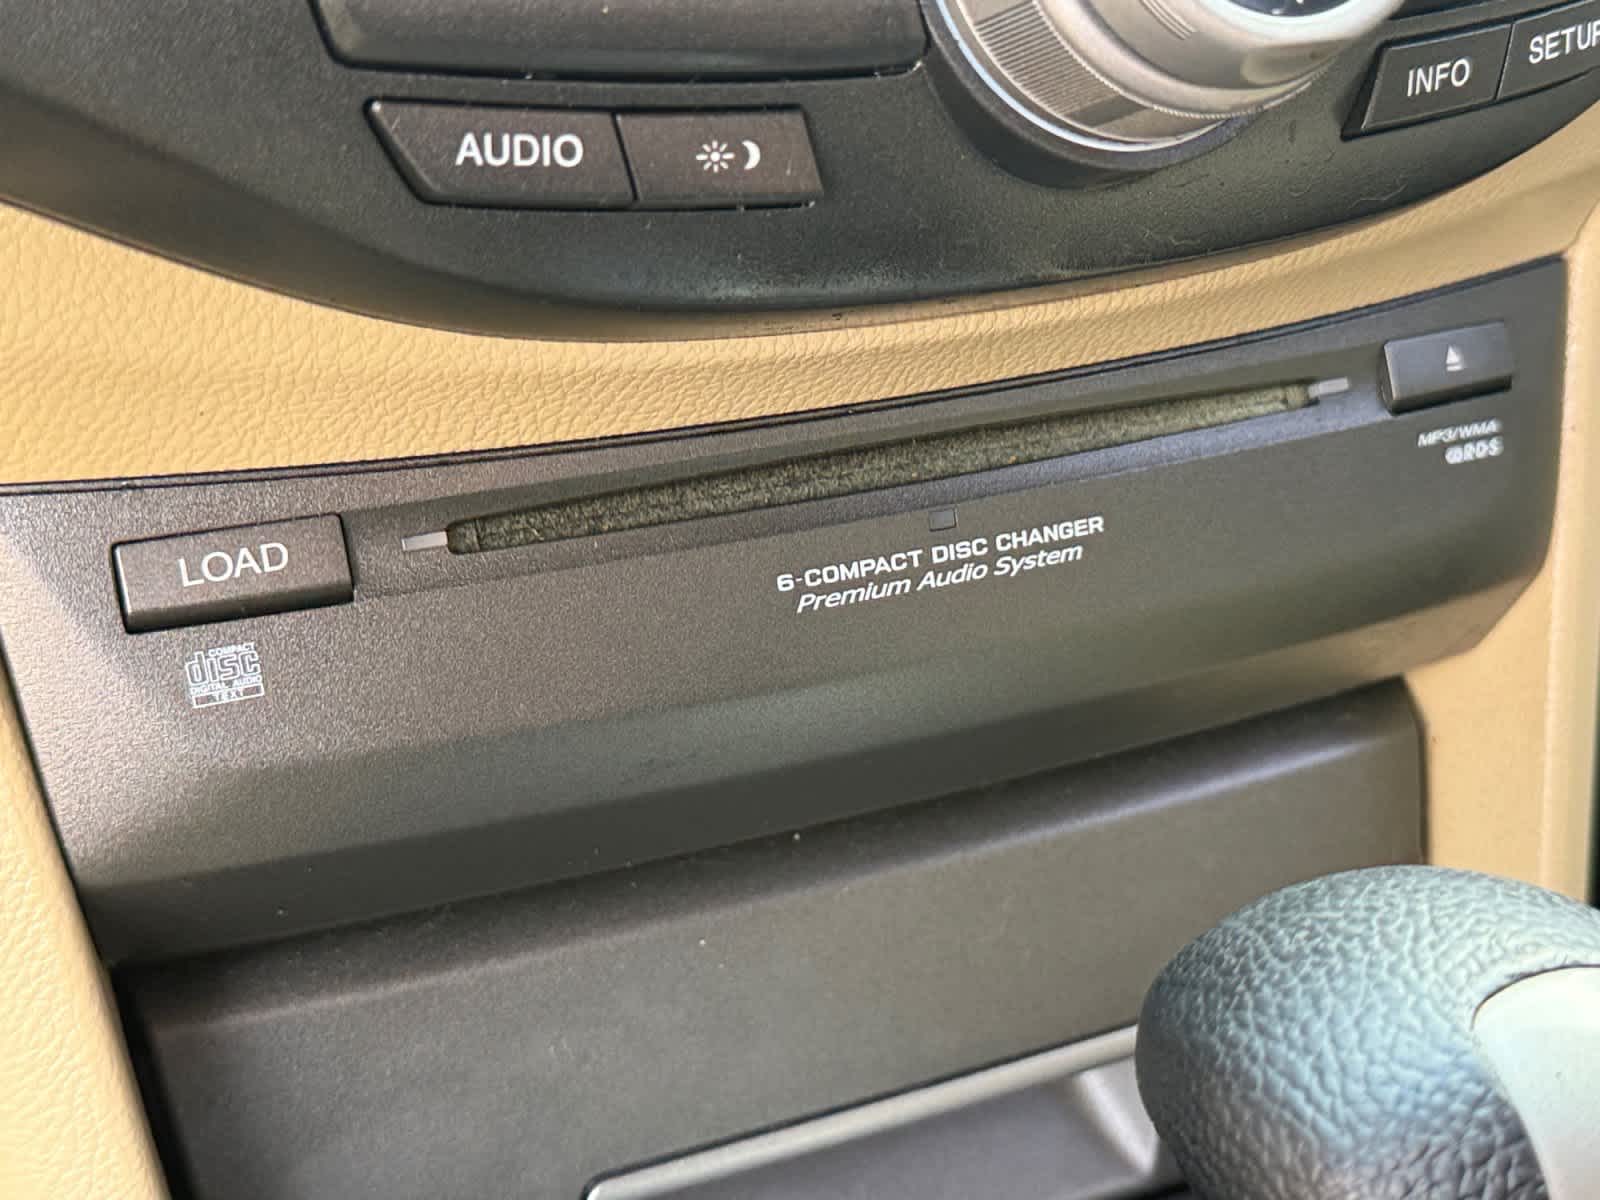 INFO
SETUP
AUDIO
MP3/WMA
RDS
LOAD
6-COMPACT DISC CHANGER
Premium Audio System
COMPACT
disc
DIGITAL AUDIO
TEXT